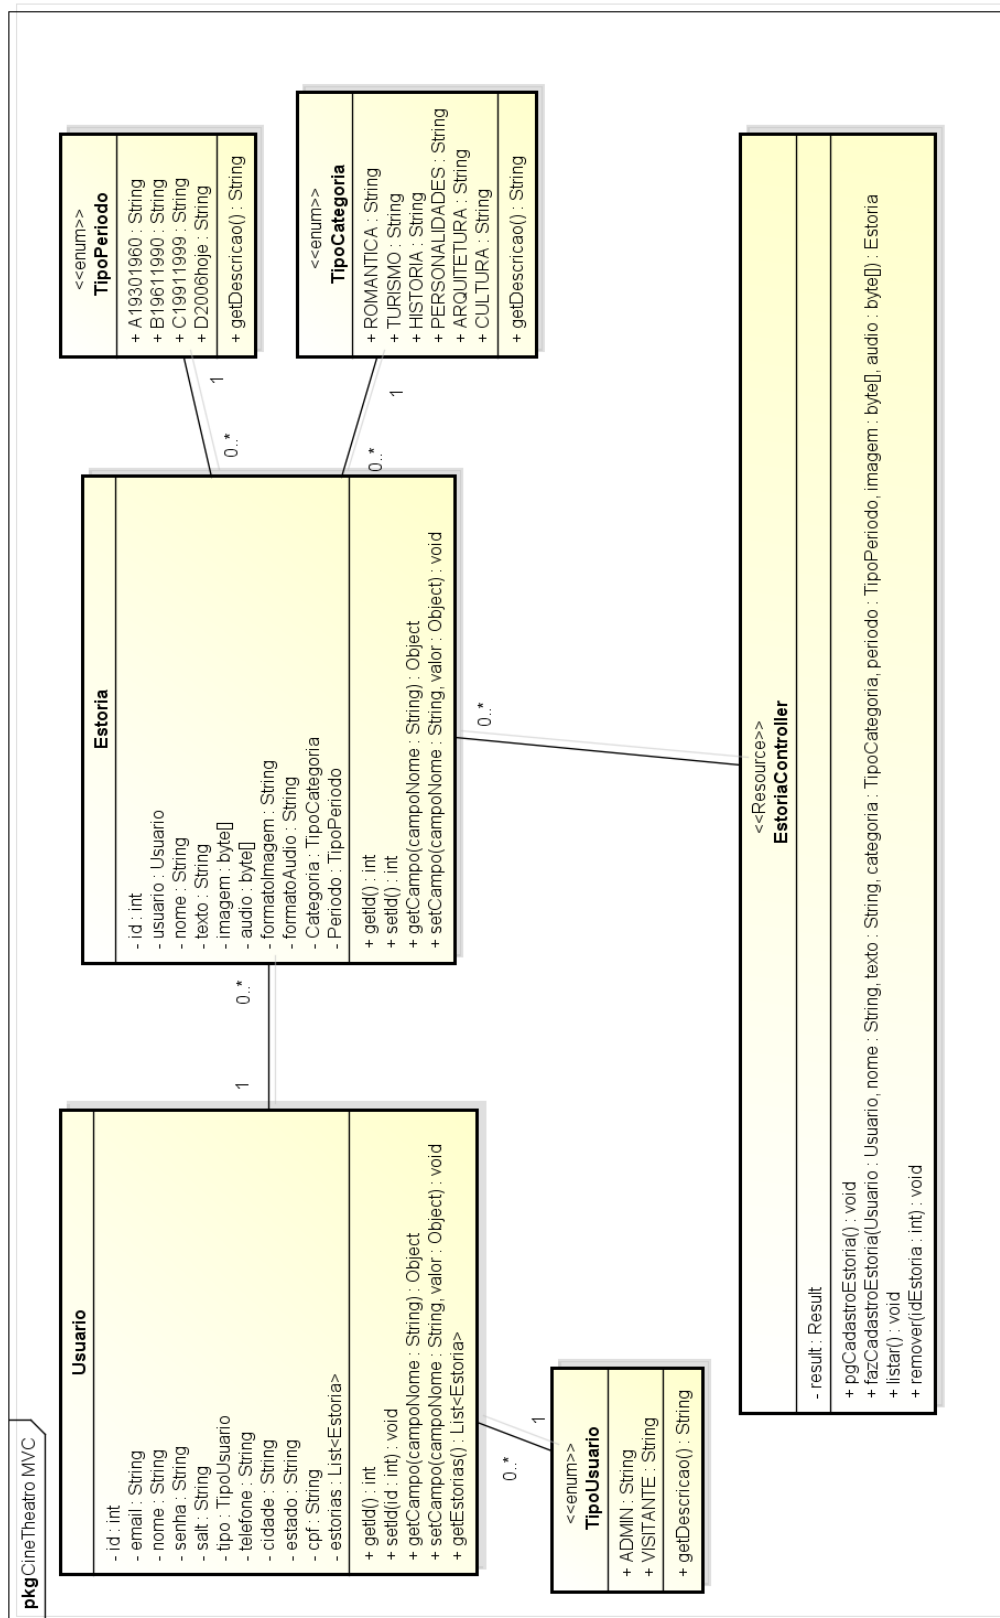 pkg CineTheatro MVC
Usuario
- id : int
- email : String
- nome : String
- senha : String
- salt : String
- tipo : TipoUsuario
- telefone : String
- cidade : String
- estado : String
- cpf : String
- estorias : List<Estoria>
+ getId() : int
+ setId(id : int) : void
+ getCampo(campoNome : String) : Object
+ setCampo(campoNome : String, valor : Object) : void
+ getEstorias() : List<Estoria>
1
0..*
Estoria
- id : int
- usuario : Usuario
- nome : String
- texto : String
- imagem : byte[]
- audio : byte[]
- formatoImagem : String
- formatoAudio : String
- Categoria : TipoCategoria
- Periodo : TipoPeriodo
+ getId() : int
+ setId() : int
+ getCampo(campoNome : String) : Object
+ setCampo(campoNome : String, valor : Object) : void
0..*
1
<<enum>>
TipoPeriodo
+ A19301960 : String
+ B19611990 : String
+ C19911999 : String
+ D2006hoje : String
+ getDescricao() : String
0..*
1
<<enum>>
TipoCategoria
+ ROMANTICA : String
+ TURISMO : String
+ HISTORIA : String
+ PERSONALIDADES : String
+ ARQUITETURA : String
+ CULTURA : String
+ getDescricao() : String
0..*
1
<<enum>>
TipoUsuario
+ ADMIN : String
+ VISITANTE : String
+ getDescricao() : String
0..*
<<Resource>>
EstoriaController
- result : Result
+ pgCadastroEstoria() : void
+ fazCadastroEstoria(Usuario : Usuario, nome : String, texto : String, categoria : TipoCategoria, periodo : TipoPeriodo, imagem : byte[], audio : byte[]) : Estoria
+ listar() : void
+ remover(idEstoria : int) : void